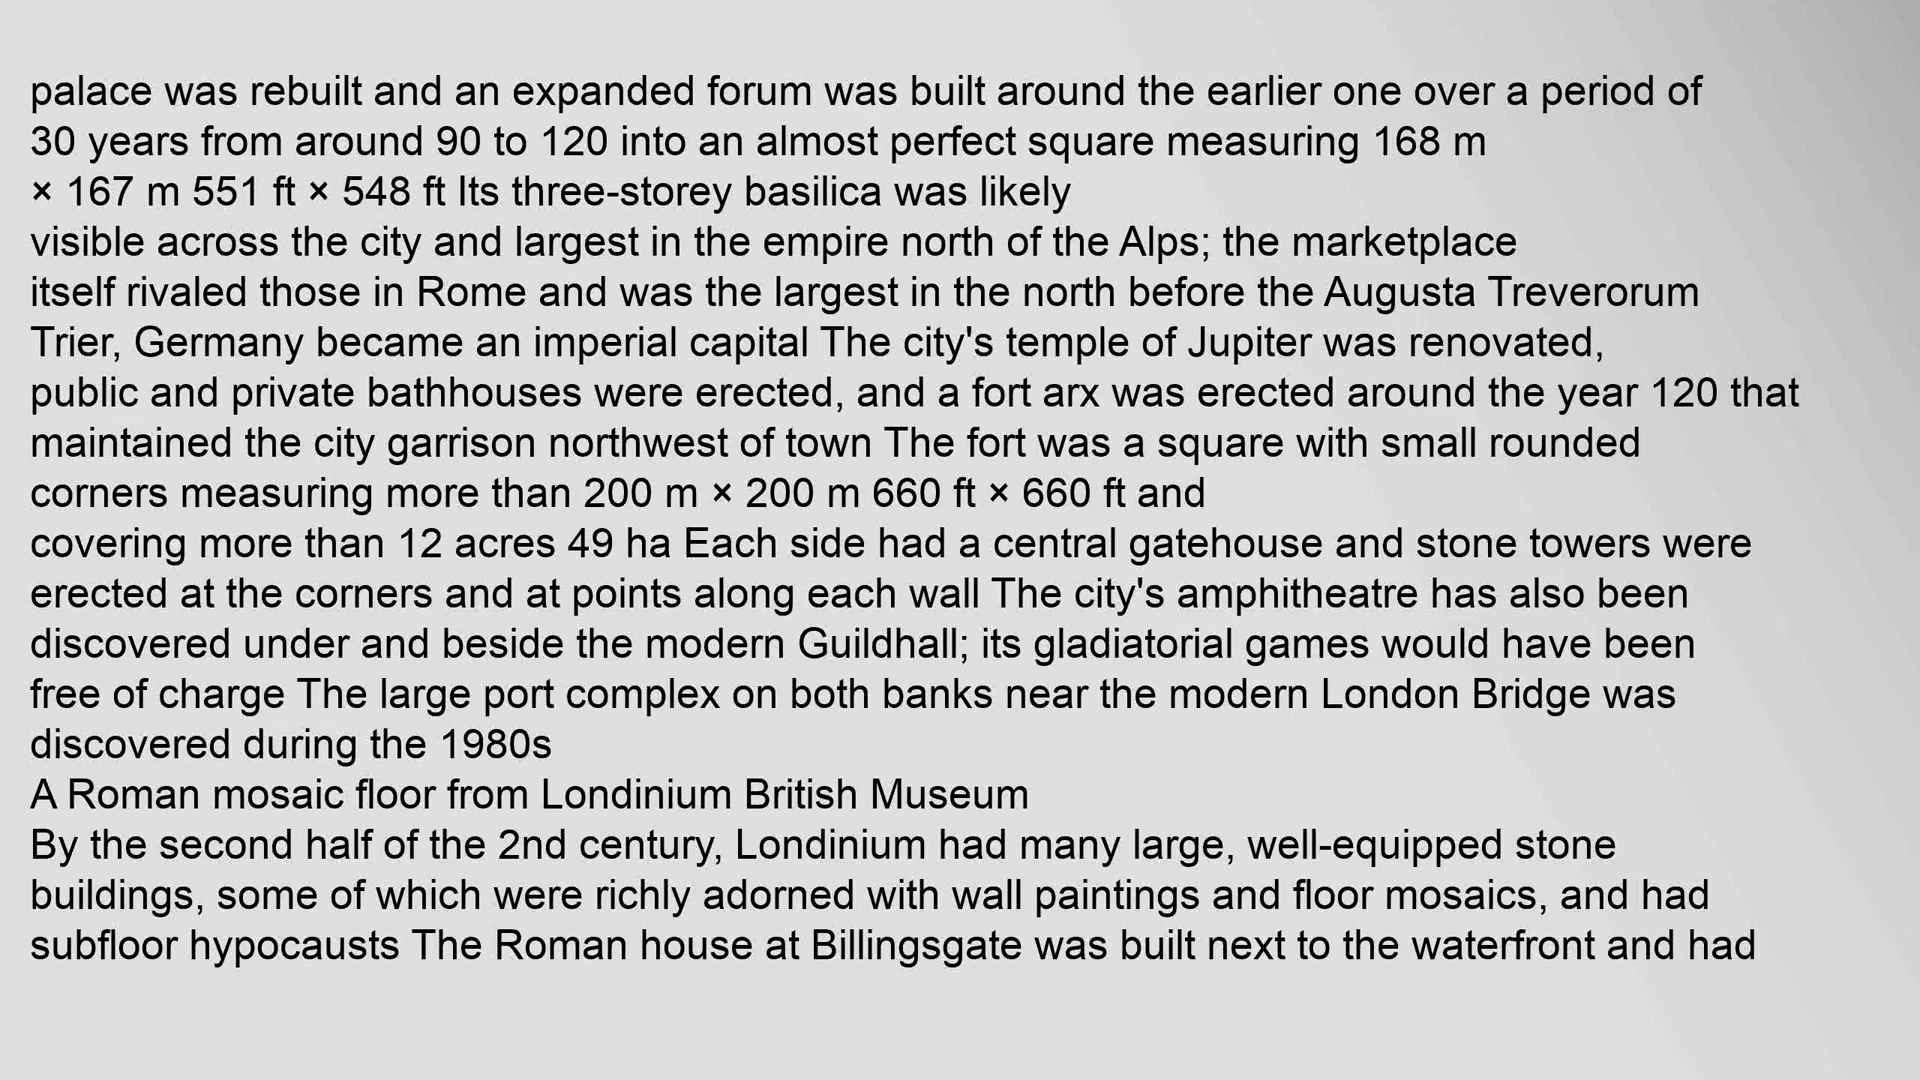 palace was rebuilt and an expanded forum was built around the earlier one over a period of
30 years from around 90 to 120 into an almost perfect square measuring 168 m
× 167 m 551 ft × 548 ft Its three-storey basilica was likely
visible across the city and largest in the empire north of the Alps; the marketplace
itself rivaled those in Rome and was the largest in the north before the Augusta Treverorum
Trier, Germany became an imperial capital The city's temple of Jupiter was renovated,
public and private bathhouses were erected, and a fort arx was erected around the year 120 that
maintained the city garrison northwest of town The fort was a square with small rounded
corners measuring more than 200 m × 200 m 660 ft × 660 ft and
covering more than 12 acres 49 ha Each side had a central gatehouse and stone towers were
erected at the corners and at points along each wall The city's amphitheatre has also been
discovered under and beside the modern Guildhall; its gladiatorial games would have been
free of charge The large port complex on both banks near the modern London Bridge was
discovered during the 1980s
A Roman mosaic floor from Londinium British Museum
By the second half of the 2nd century, Londinium had many large, well-equipped stone
buildings, some of which were richly adorned with wall paintings and floor mosaics, and had
subfloor hypocausts The Roman house at Billingsgate was built next to the waterfront and had